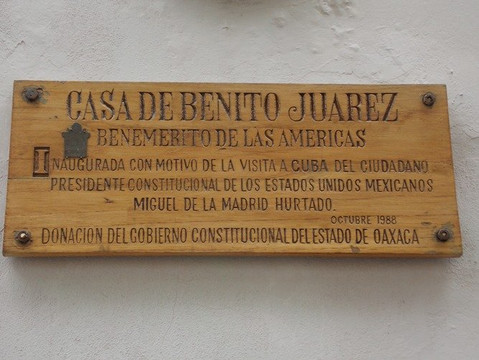 CASA DE BENITO JUAREZ
BENEMERITO DE LAS AMERICAS
INAUGURADA CON MOTIVO DE LA VISITA A CUBA DEL CIUDADANO
PRESIDENTE CONSTITUCIONAL DE LOS ESTADOS UNIDOS MEXICANOS
MIGUEL DE LA MADRID HURTADO.
OCTUBRE 1988
DONACION DEL GOBIERNO CONSTITUCIONAL DEL ESTADO DE OAXACA